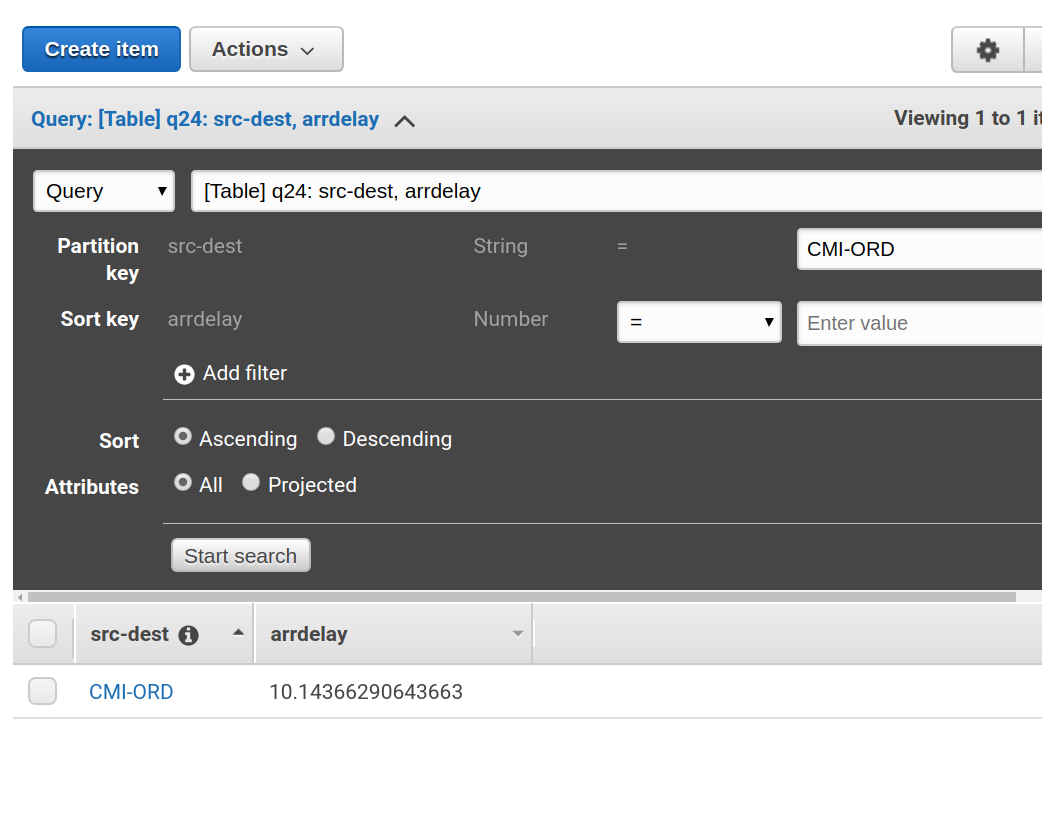 Create item Actions
Query: [Table] q24: src-dest, arrdelay Viewing 1 to 1 it
Query [Table] q24: src-dest, arrdelay
Partition key src-dest String = CMI-ORD
Sort key arrdelay Number = Enter value
Add filter
Sort Ascending Descending
Attributes All Projected
Start search
src-dest arrdelay
CMI-ORD 10.14366290643663